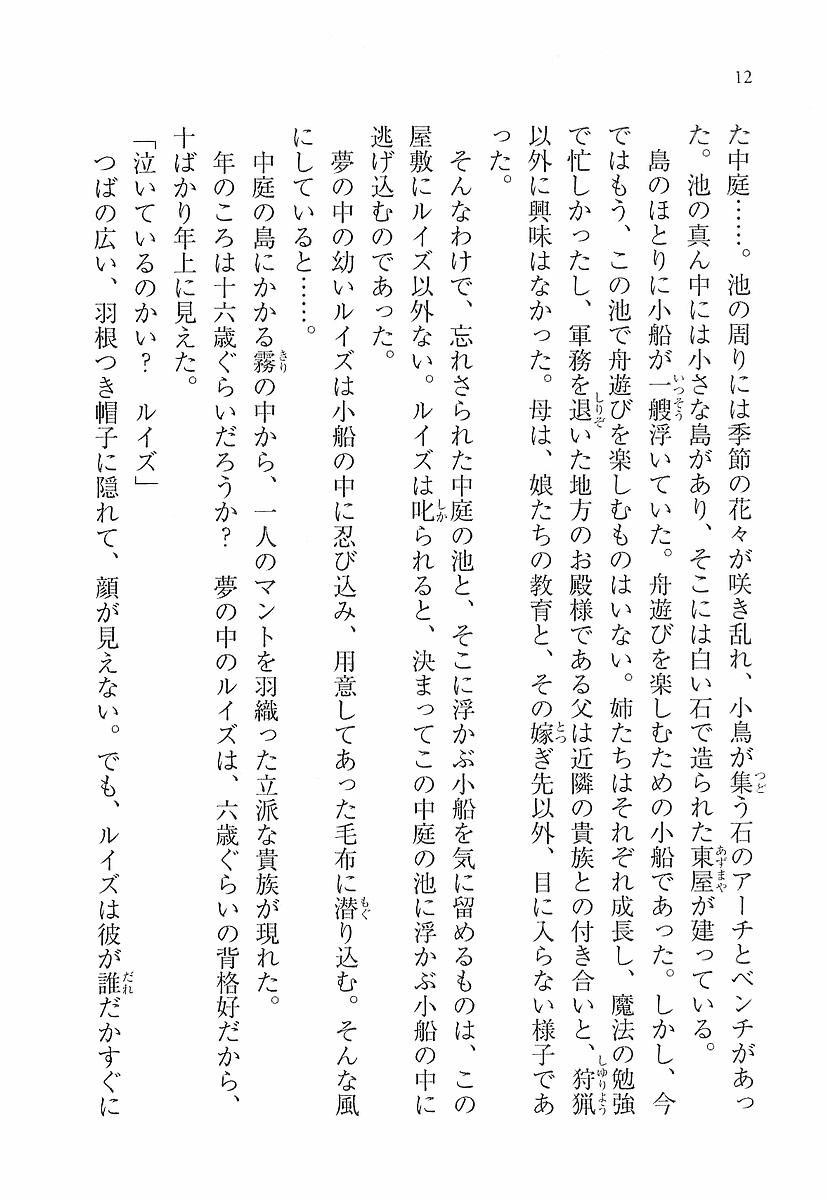 12
た中庭……。池の周りには季節の花々が咲き乱れ、小鳥が集う石のアーチとベンチがあっ
た。池の真ん中には小さな島があり、そこには白い石で造られた東屋が建っている。
島のほとりに小船が一艘浮いていた。舟遊びを楽しむための小船であった。しかし、今
ではもう、この池で舟遊びを楽しむものはいない。姉たちはそれぞれ成長し、魔法の勉強
で忙しかったし、軍務を退いた地方のお殿様である父は近隣の貴族との付き合いと、狩猟
以外に興味はなかった。母は、娘たちの教育と、その嫁ぎ先以外、目に入らない様子であ
った。
そんなわけで、忘れさられた中庭の池と、そこに浮かぶ小船を気に留めるものは、この
屋敷にルイズ以外ない。ルイズは叱られると、決まってこの中庭の池に浮かぶ小船の中に
逃げ込むのであった。
夢の中の幼いルイズは小船の中に忍び込み、用意してあった毛布に潜り込む。そんな風
にしていると……。
中庭の島にかかる霧の中から、一人のマントを羽織った立派な貴族が現れた。
年のころは十六歳ぐらいだろうか？　夢の中のルイズは、六歳ぐらいの背格好だから、
十ばかり年上に見えた。
「泣いているのかい？　ルイズ」
つばの広い、羽根つき帽子に隠れて、顔が見えない。でも、ルイズは彼が誰だかすぐに